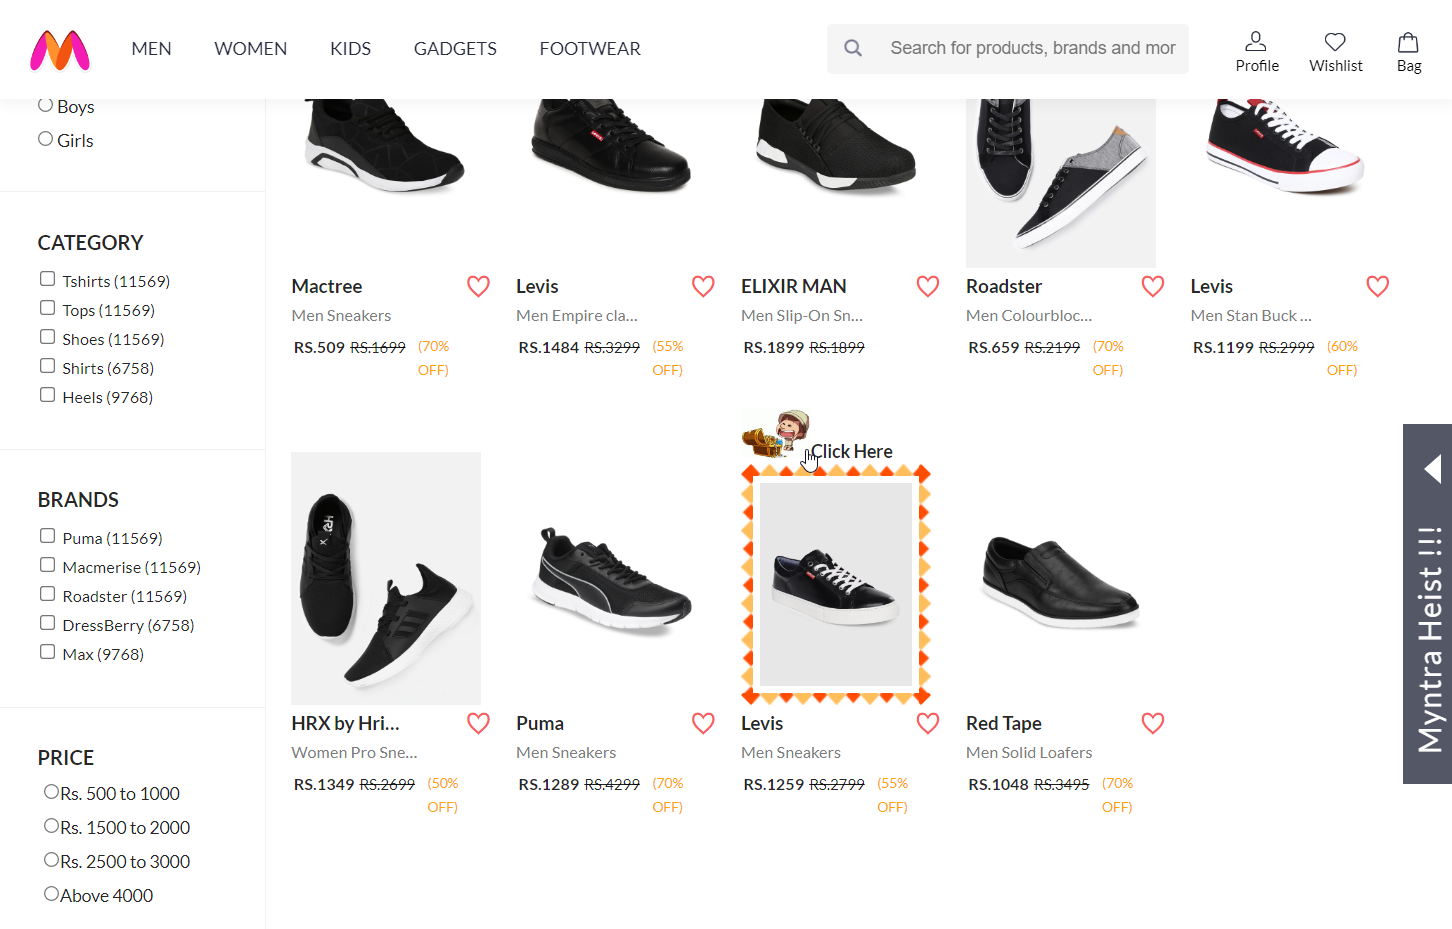 MEN WOMEN KIDS GADGETS FOOTWEAR
Search for products, brands and mor
Profile Wishlist Bag
Boys
Girls
CATEGORY
Tshirts (11569)
Tops (11569)
Shoes (11569)
Shirts (6758)
Heels (9768)
BRANDS
Puma (11569)
Macmerise (11569)
Roadster (11569)
DressBerry (6758)
Max (9768)
PRICE
Rs. 500 to 1000
Rs. 1500 to 2000
Rs. 2500 to 3000
Above 4000
Mactree
Men Sneakers
RS.509 RS.1699 (70%
OFF)
Levis
Men Empire cla...
RS.1484 RS.3299 (55%
OFF)
ELIXIR MAN
Men Slip-On Sn...
RS.1899 RS.1899
Roadster
Men Colourbloc...
RS.659 RS.2199 (70%
OFF)
Levis
Men Stan Buck ...
RS.1199 RS.2999 (60%
OFF)
HRX by Hri...
Women Pro Sne...
RS.1349 RS.2699 (50%
OFF)
Puma
Men Sneakers
RS.1289 RS.4299 (70%
OFF)
Click Here
Levis
Men Sneakers
RS.1259 RS.2799 (55%
OFF)
Red Tape
Men Solid Loafers
RS.1048 RS.3495 (70%
OFF)
Myntra Heist !!!